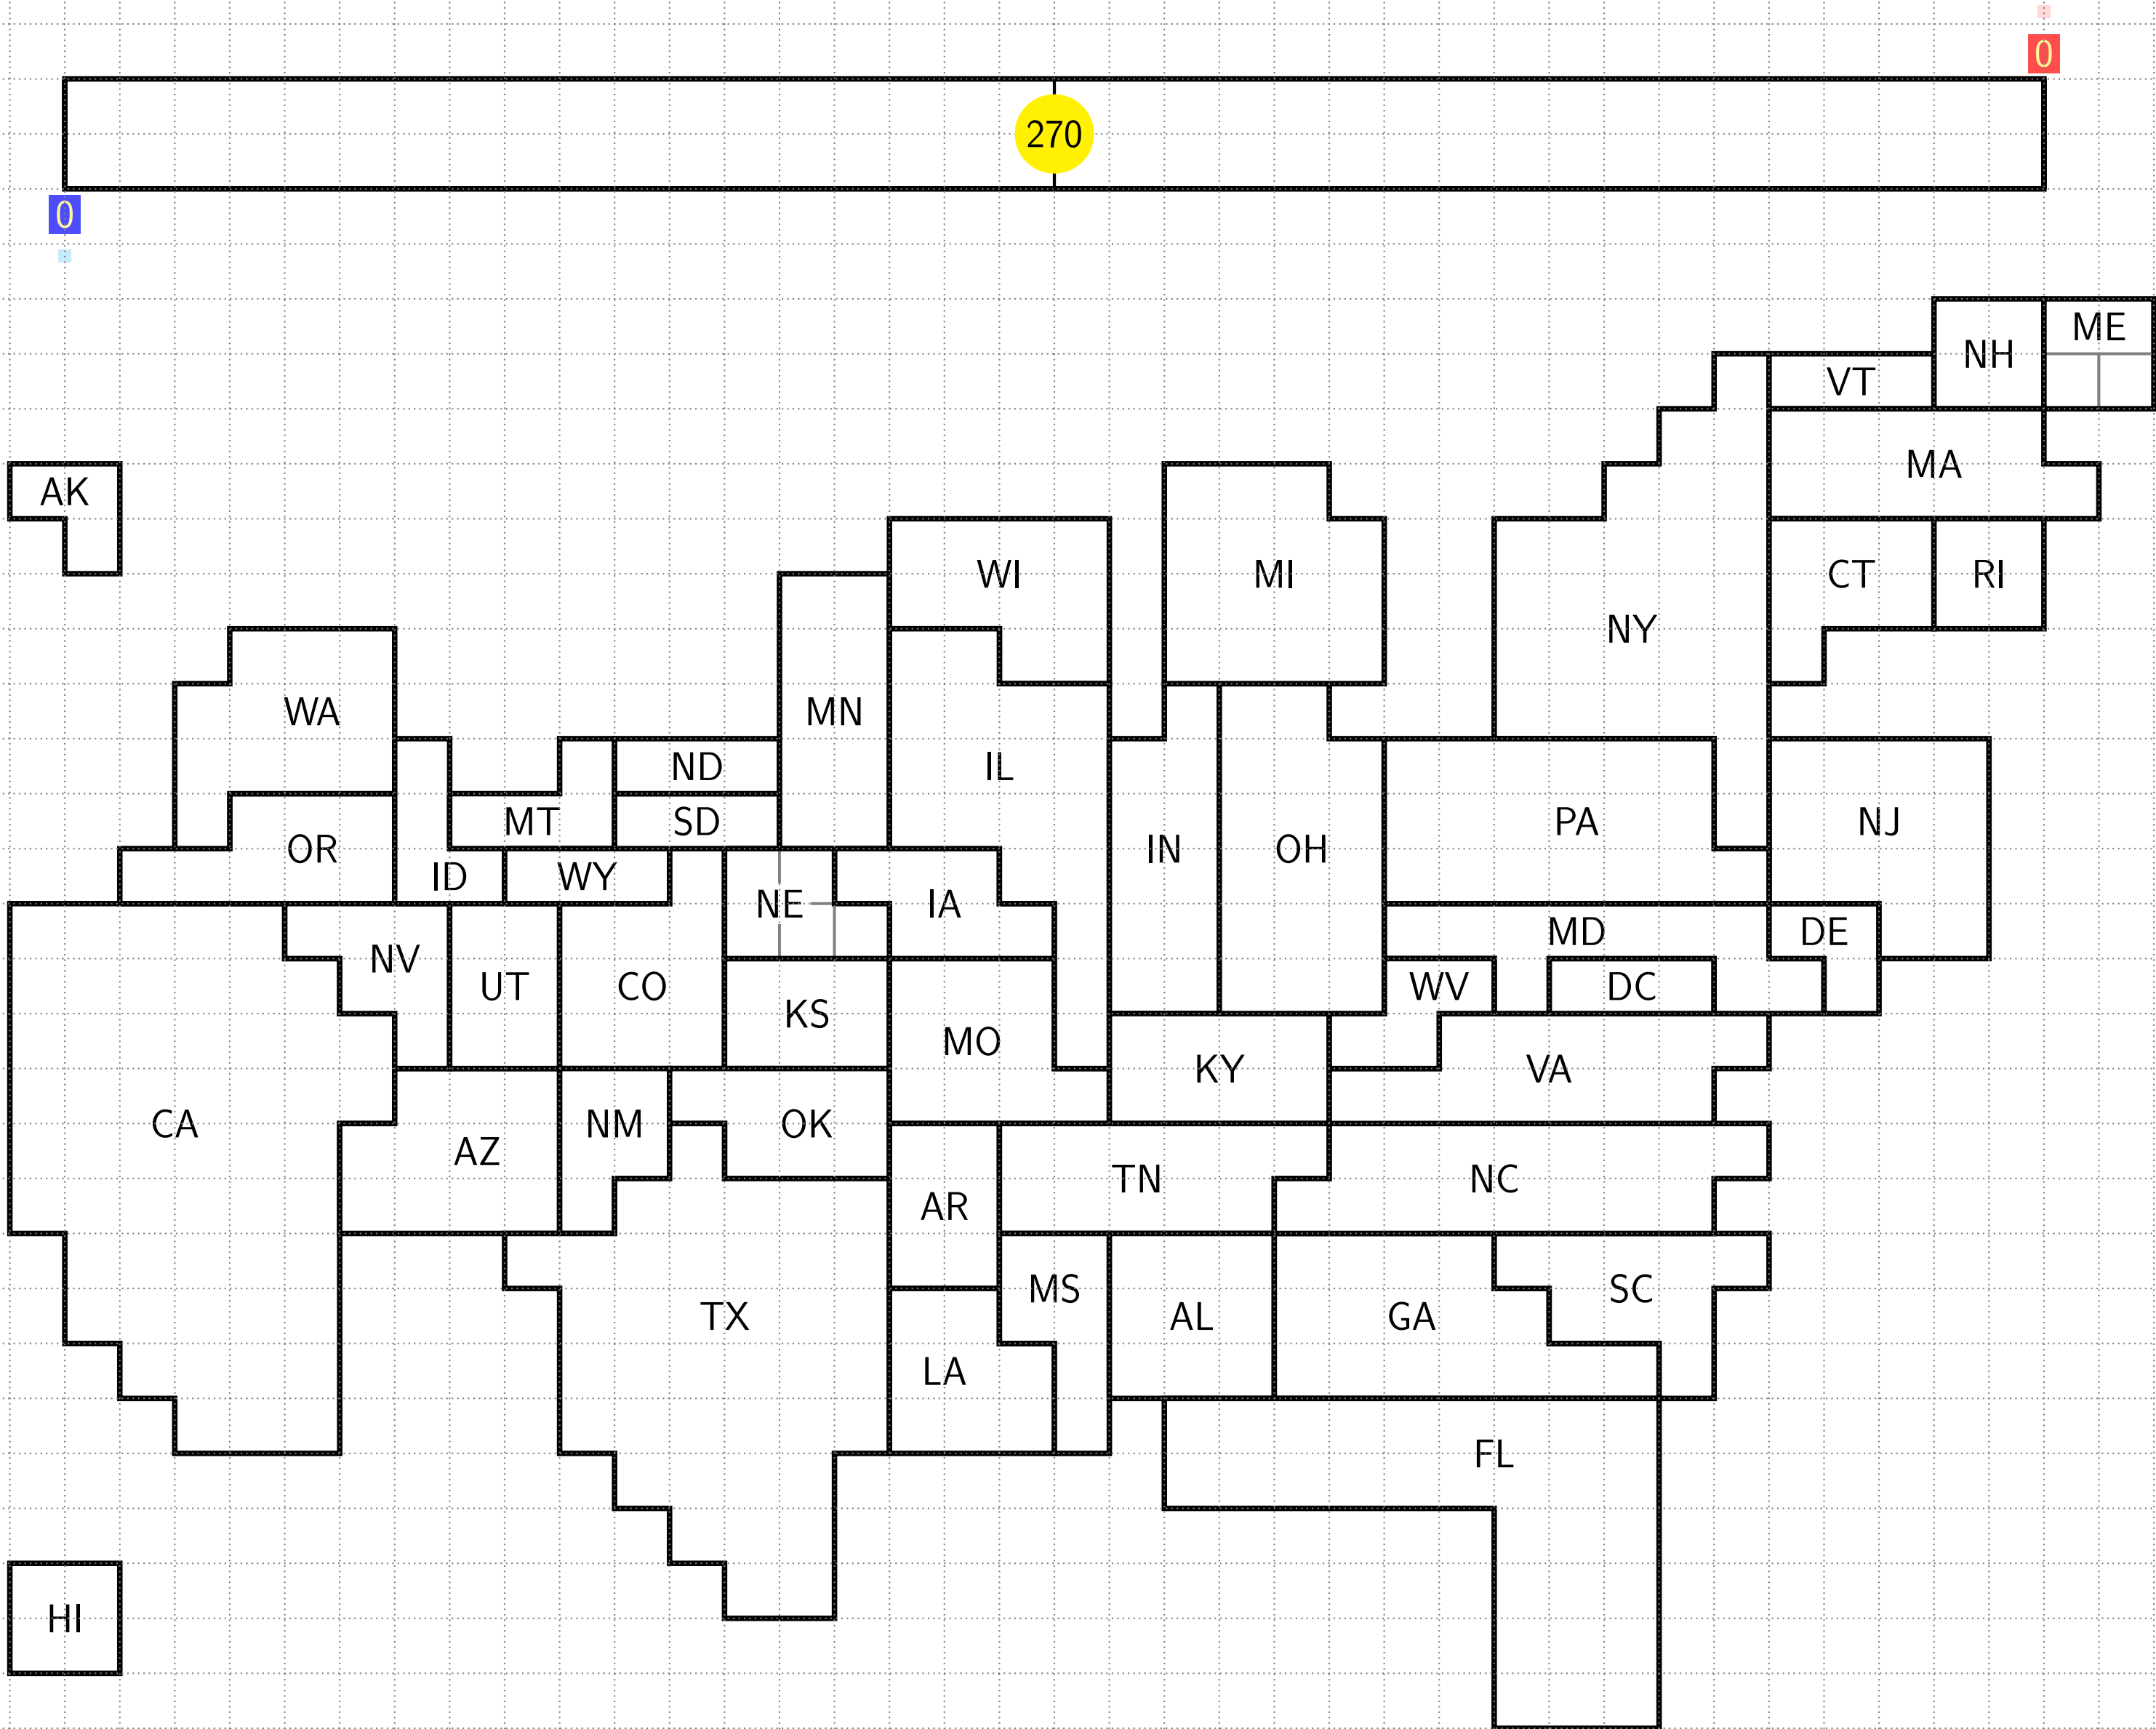 0
270
0
ME
NH
VT
MA
AK
WI
MI
CT
RI
NY
WA
MN
ND
IL
MT
SD
PA
NJ
OR
IN
OH
ID
WY
NE
IA
MD
DE
NV
UT
CO
WV
DC
KS
MO
KY
VA
CA
NM
OK
AZ
TN
NC
AR
MS
SC
TX
AL
GA
LA
FL
HI